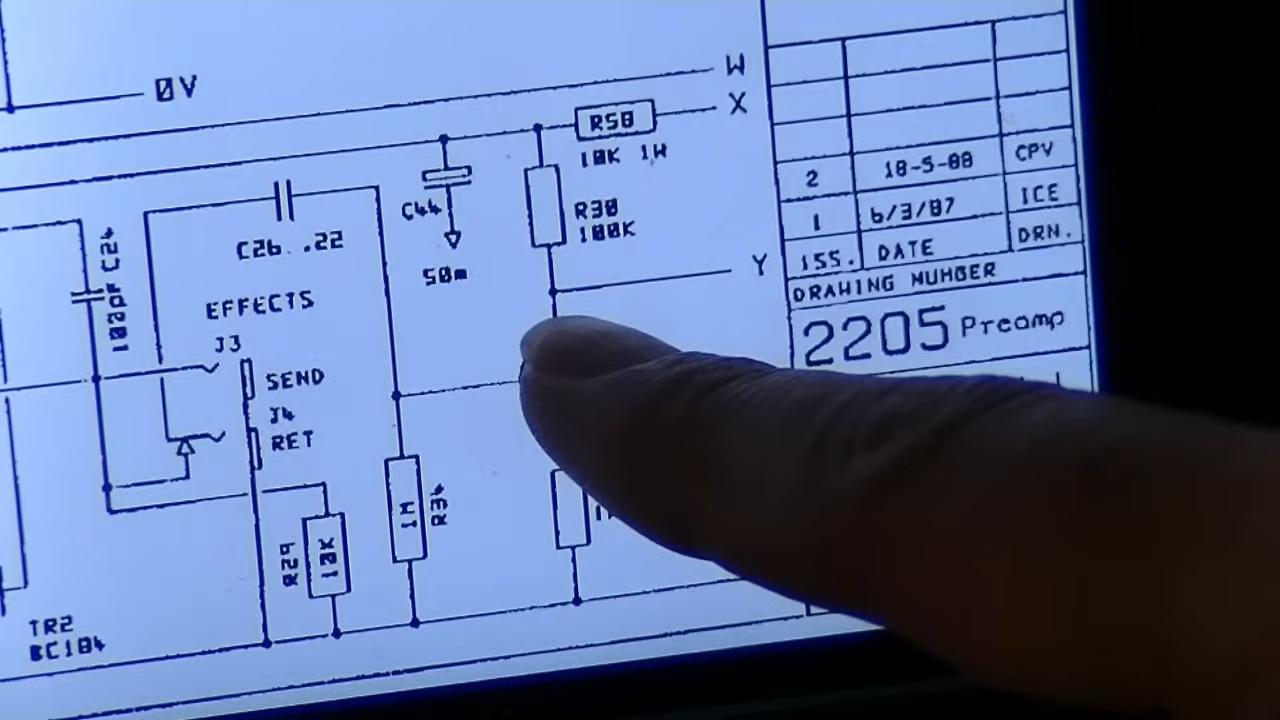 0V
W
X
R50
10K 1W
C44
50m
R30
100K
Y
C26 .22
C24
100pF
EFFECTS
J3
SEND
J4
RET
1M
R34
10K
R29
TR2
BC184
2 18-5-88 CPV
1 6/3/87 ICE
ISS. DATE DRN.
DRAWING NUMBER
2205 Preamp